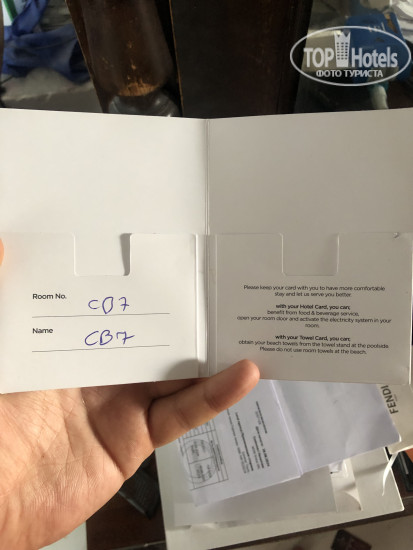 TOP Hotels
ФОТО ТУРИСТА
Room No. CB7
Name CB7
Please keep your card with you to have more comfortable
stay and let us serve you better.
with your Hotel Card, you can;
benefit from food & beverage service,
open your room door and activate the electricity system in your
room.
with your Towel Card, you can;
obtain your beach towels from the towel stand at the poolside.
Please do not use room towels at the beach.
FENDI